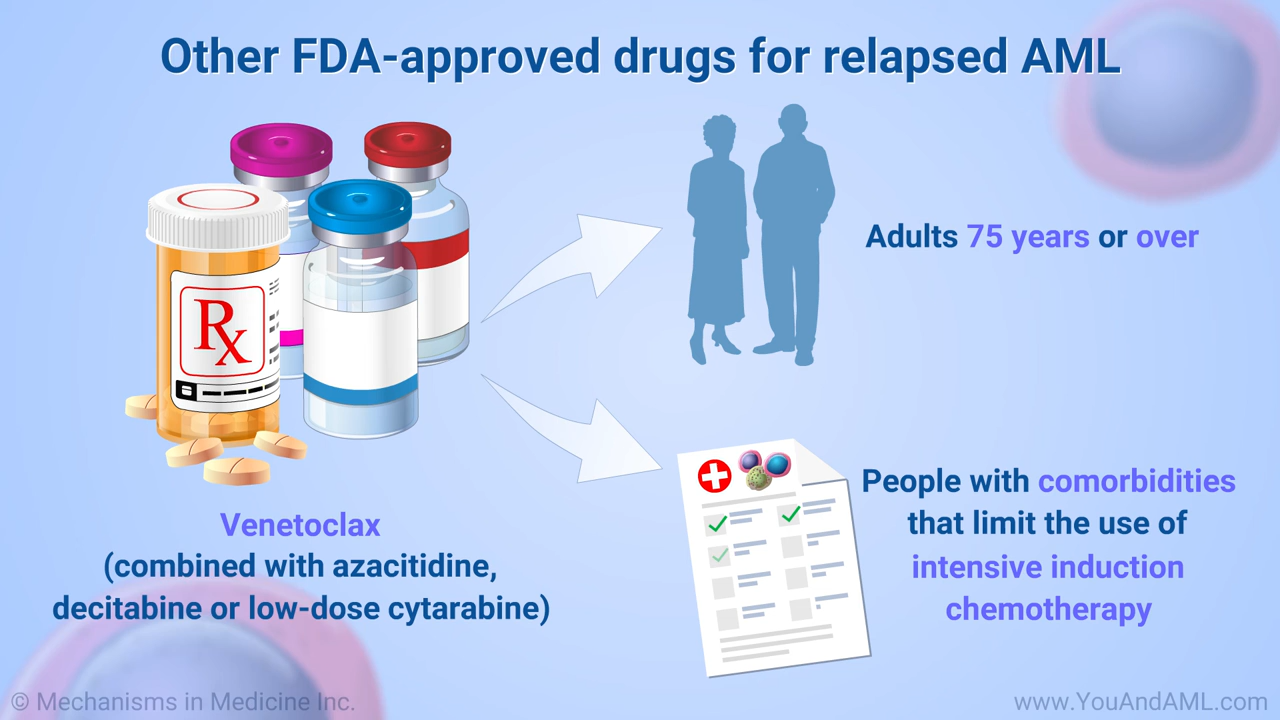 Other FDA-approved drugs for relapsed AML
Rx
Adults 75 years or over
Venetoclax
(combined with azacitidine,
decitabine or low-dose cytarabine)
People with comorbidities
that limit the use of
intensive induction
chemotherapy
© Mechanisms in Medicine Inc.
www.YouAndAML.com